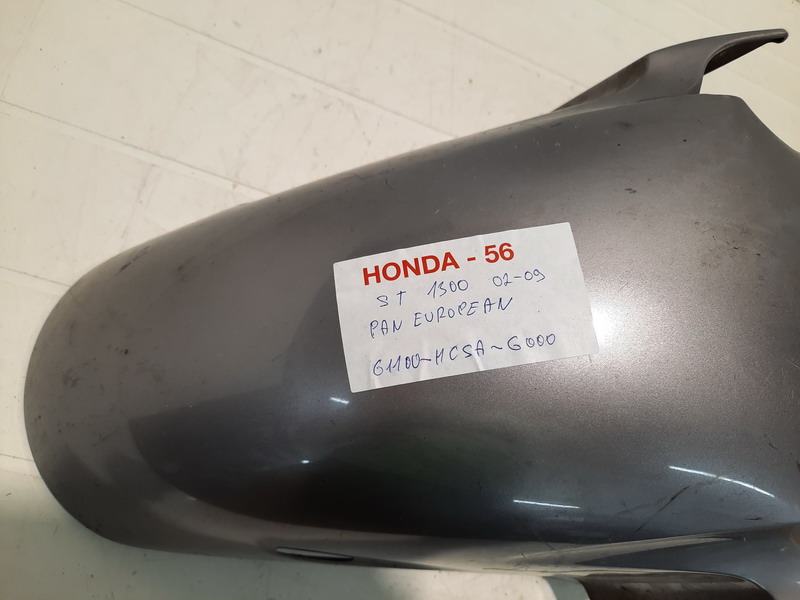 HONDA - 56
ST 1300 02-09
PAN EUROPEAN
61100-MCSA-G000